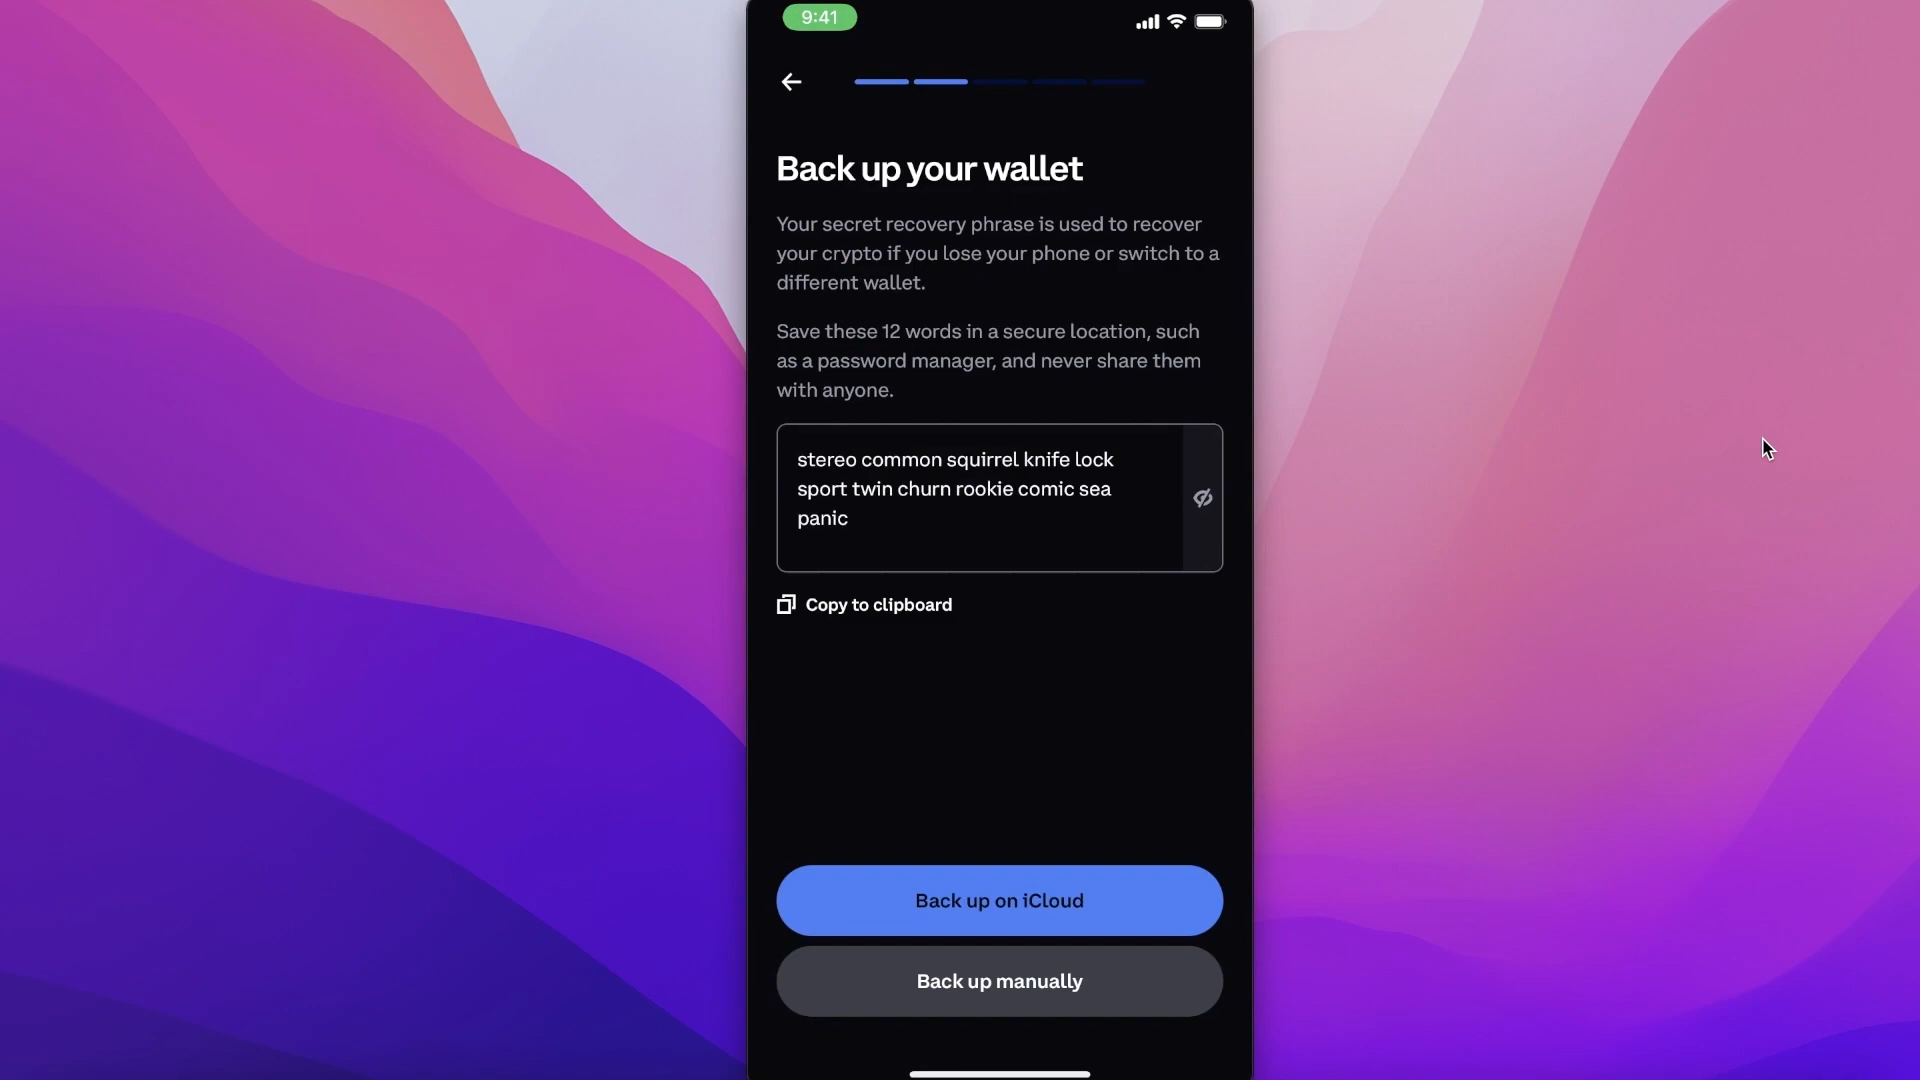 9:41
Back up your wallet
Your secret recovery phrase is used to recover
your crypto if you lose your phone or switch to a
different wallet.
Save these 12 words in a secure location, such
as a password manager, and never share them
with anyone.
stereo common squirrel knife lock
sport twin churn rookie comic sea
panic
Copy to clipboard
Back up on iCloud
Back up manually